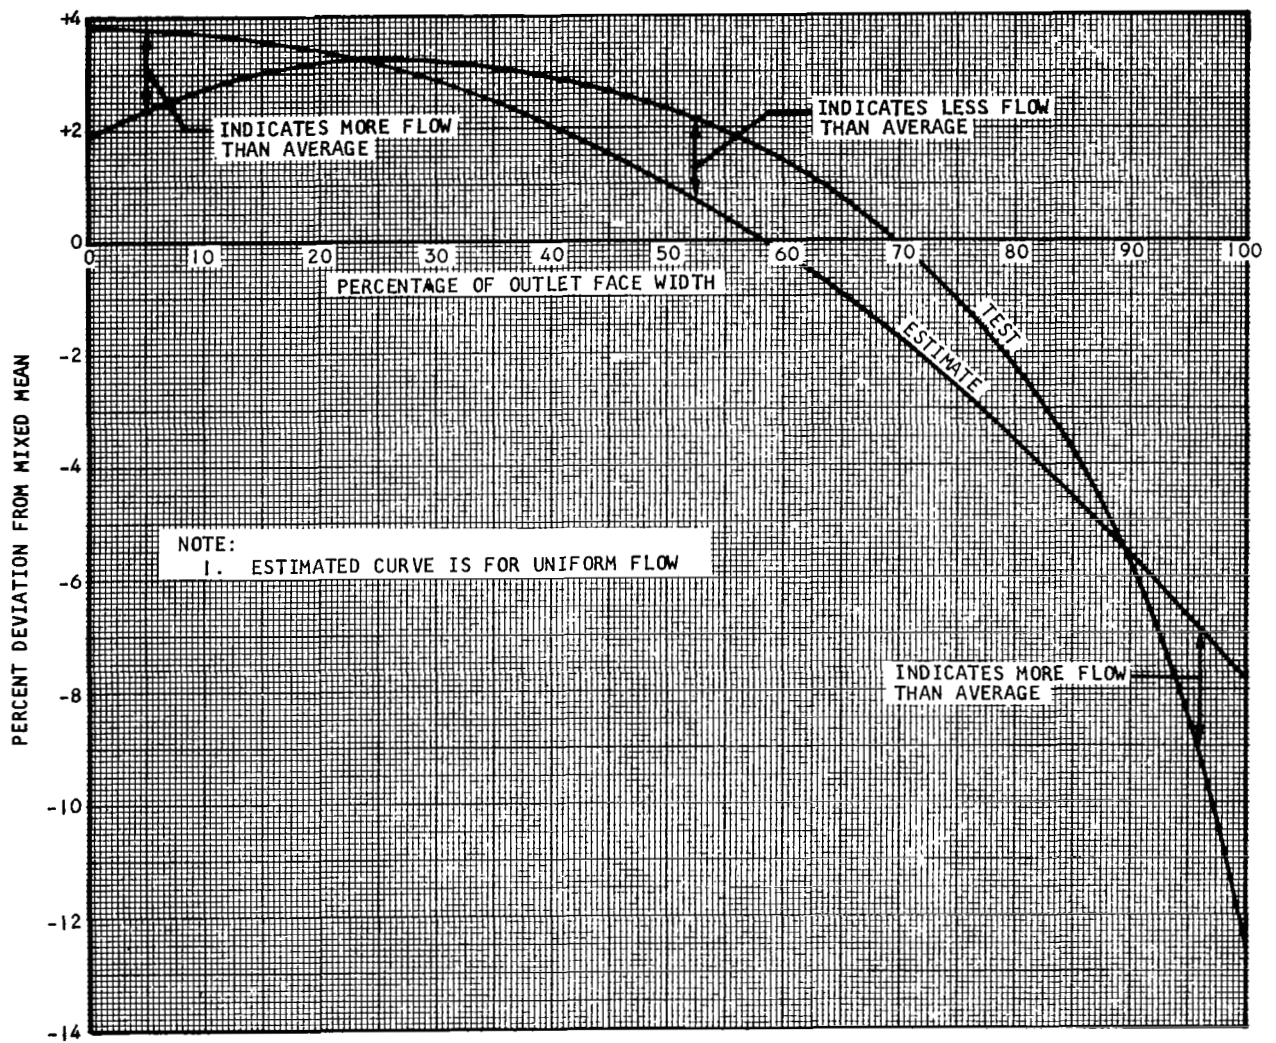 +4
INDICATES LESS FLOW
THAN AVERAGE
+2
INDICATES MORE FLOW
THAN AVERAGE
0
0 10 20 30 40 50 60 70 80 90 100
PERCENTAGE OF OUTLET FACE WIDTH
TEST
ESTIMATE
-2
PERCENT DEVIATION FROM MIXED MEAN
-4
NOTE:
1. ESTIMATED CURVE IS FOR UNIFORM FLOW
-6
INDICATES MORE FLOW
THAN AVERAGE
-8
-10
-12
-14